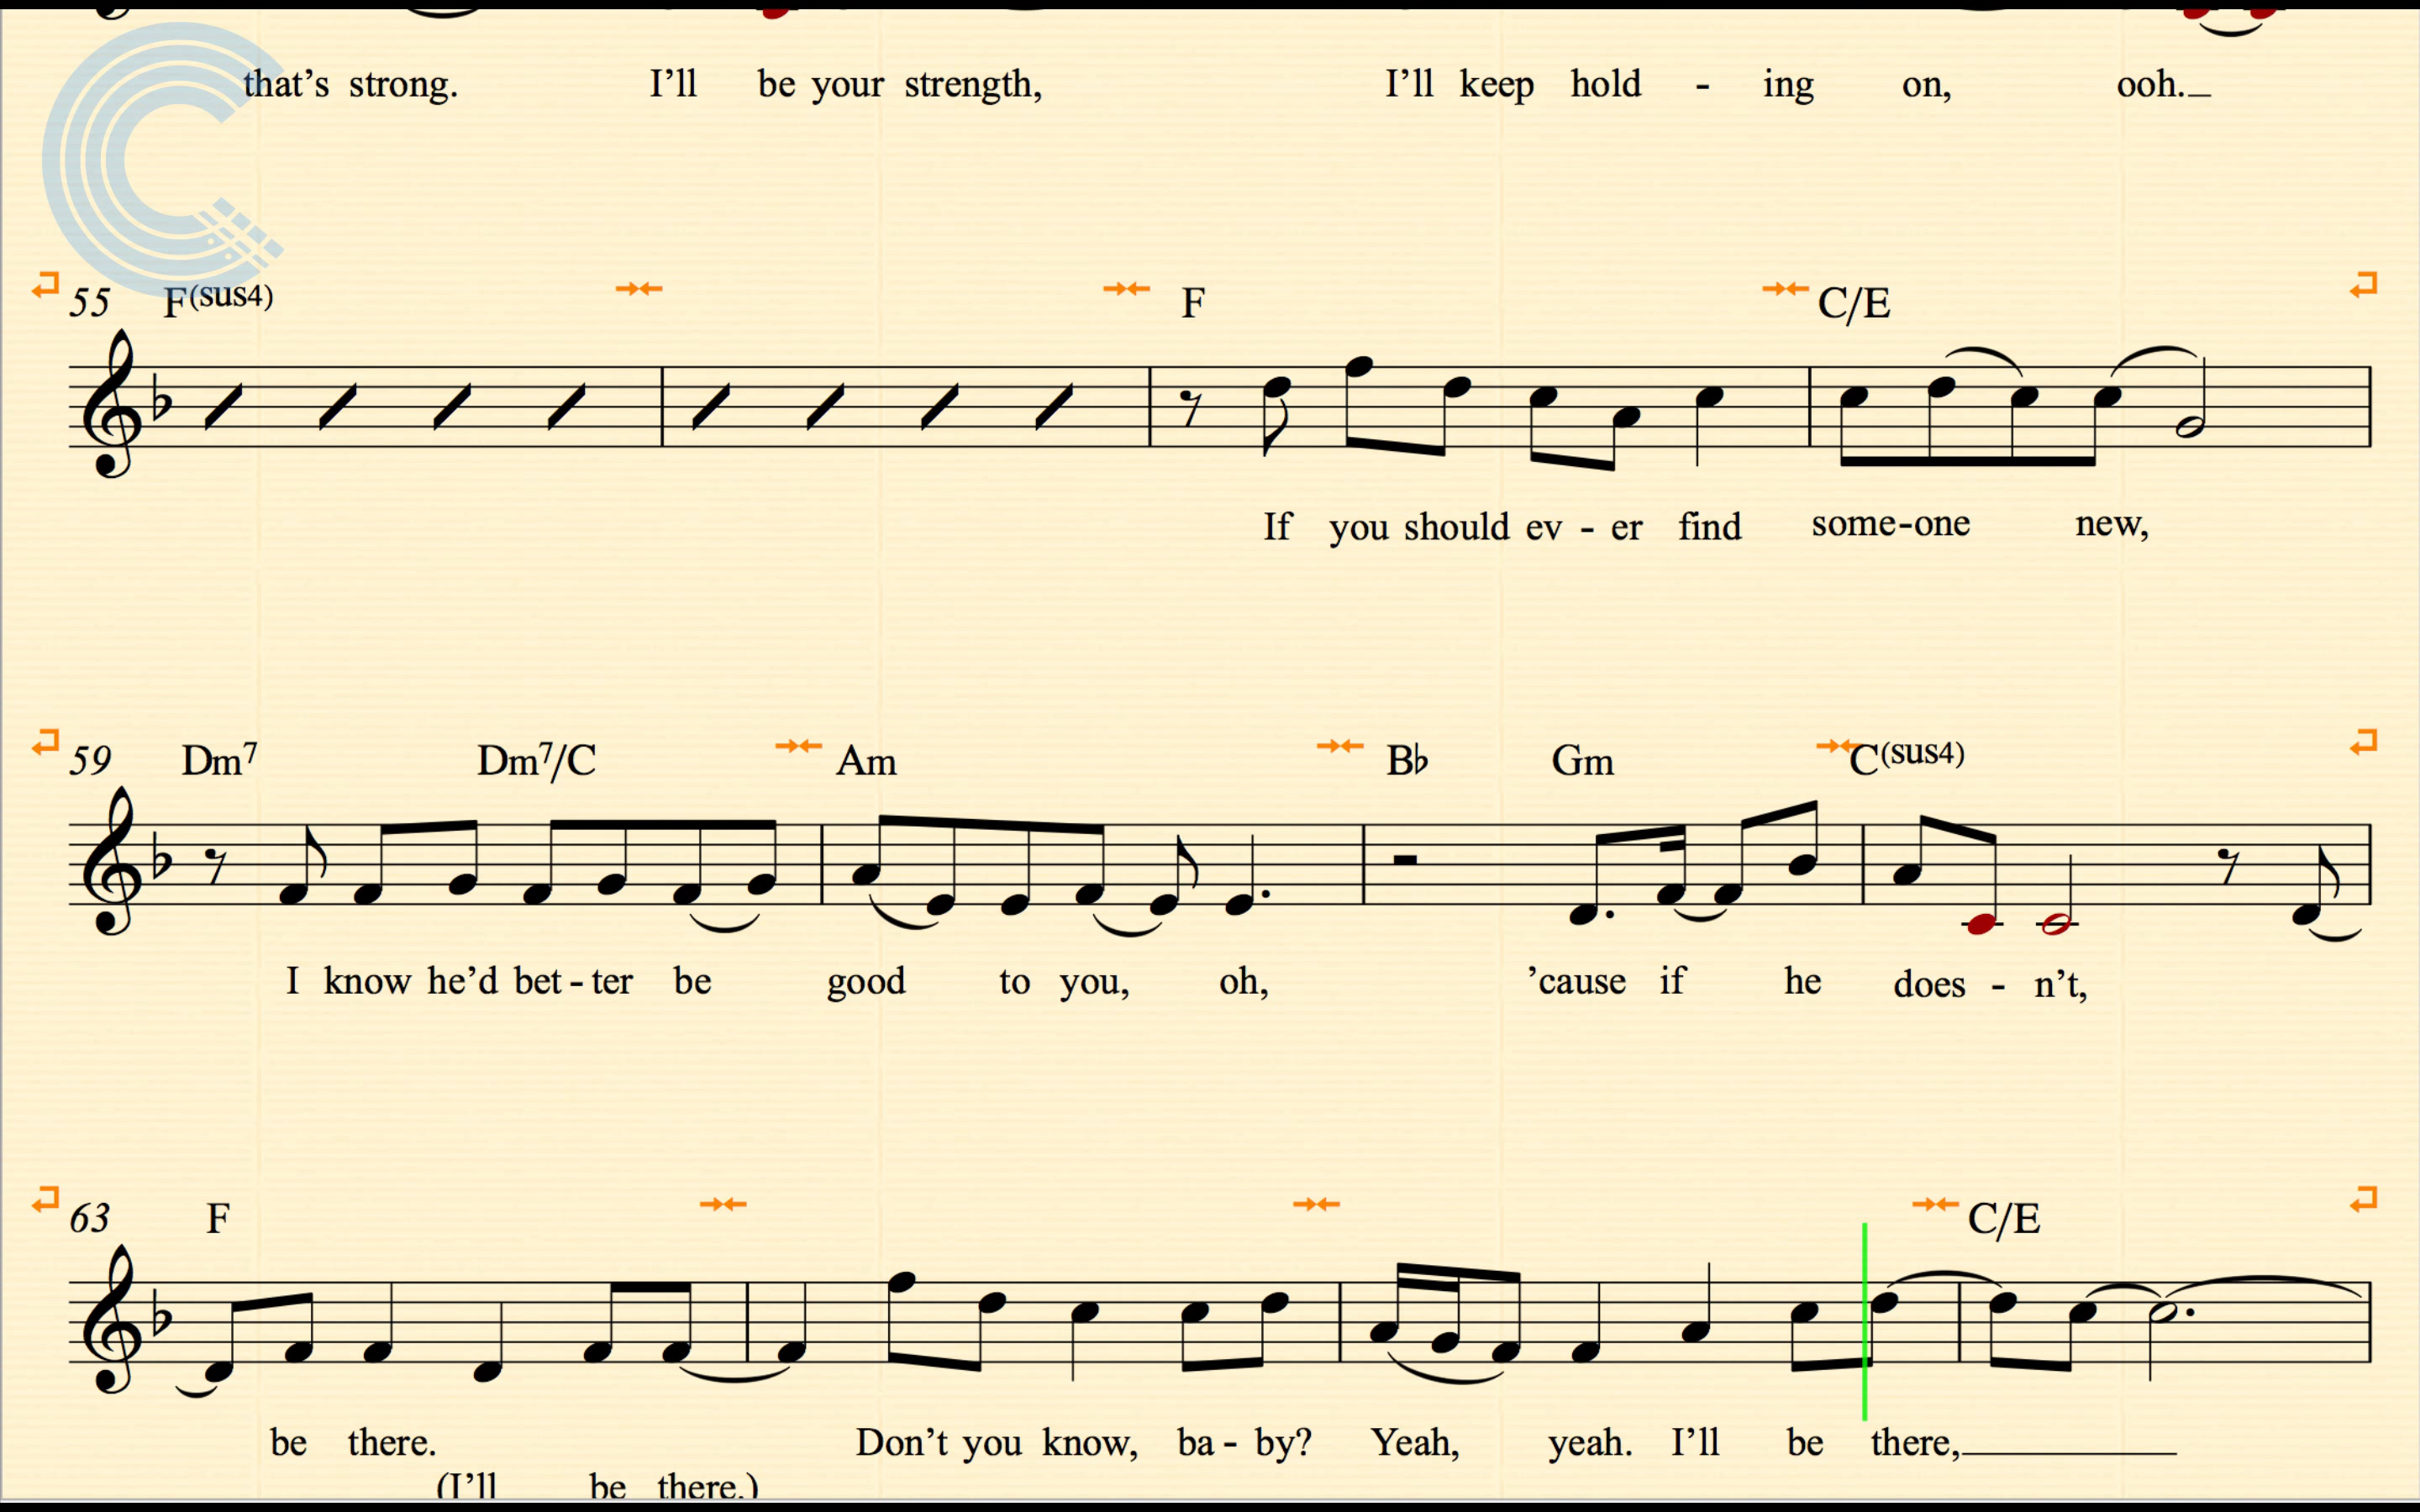 that's strong. I'll be your strength, I'll keep hold - ing on, ooh._
55 F(sus4) F C/E
If you should ev - er find some-one new,
59 Dm7 Dm7/C Am B♭ Gm C(sus4)
I know he'd bet - ter be good to you, oh, 'cause if he does - n't,
63 F C/E
be there. Don't you know, ba - by? Yeah, yeah. I'll be there,
(I'll be there.)